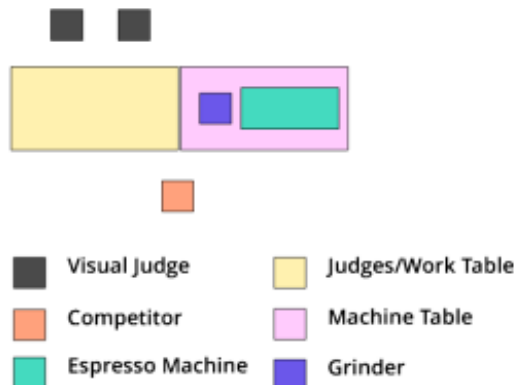 Visual Judge
Judges/Work Table
Competitor
Machine Table
Espresso Machine
Grinder